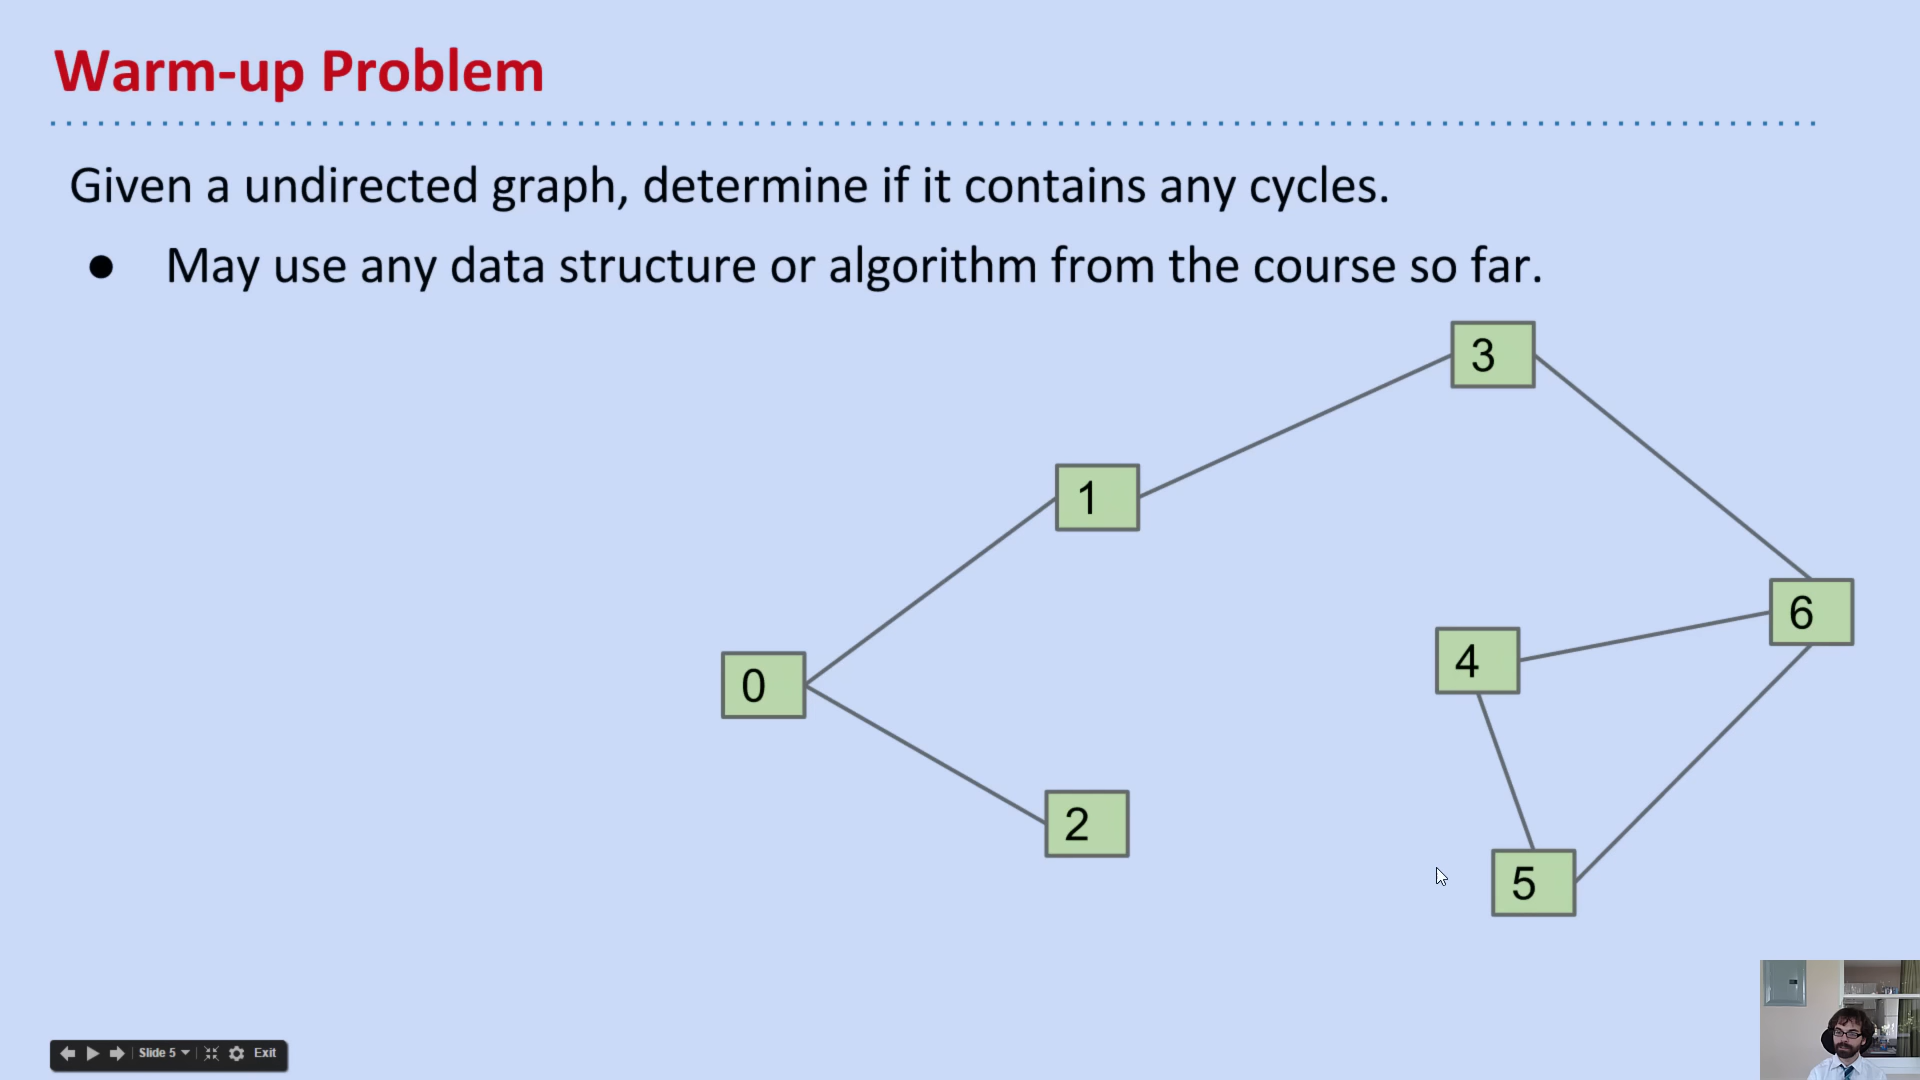 Warm-up Problem
Given a undirected graph, determine if it contains any cycles.
● May use any data structure or algorithm from the course so far.
3
1
6
4
0
2
5
Slide 5
Exit